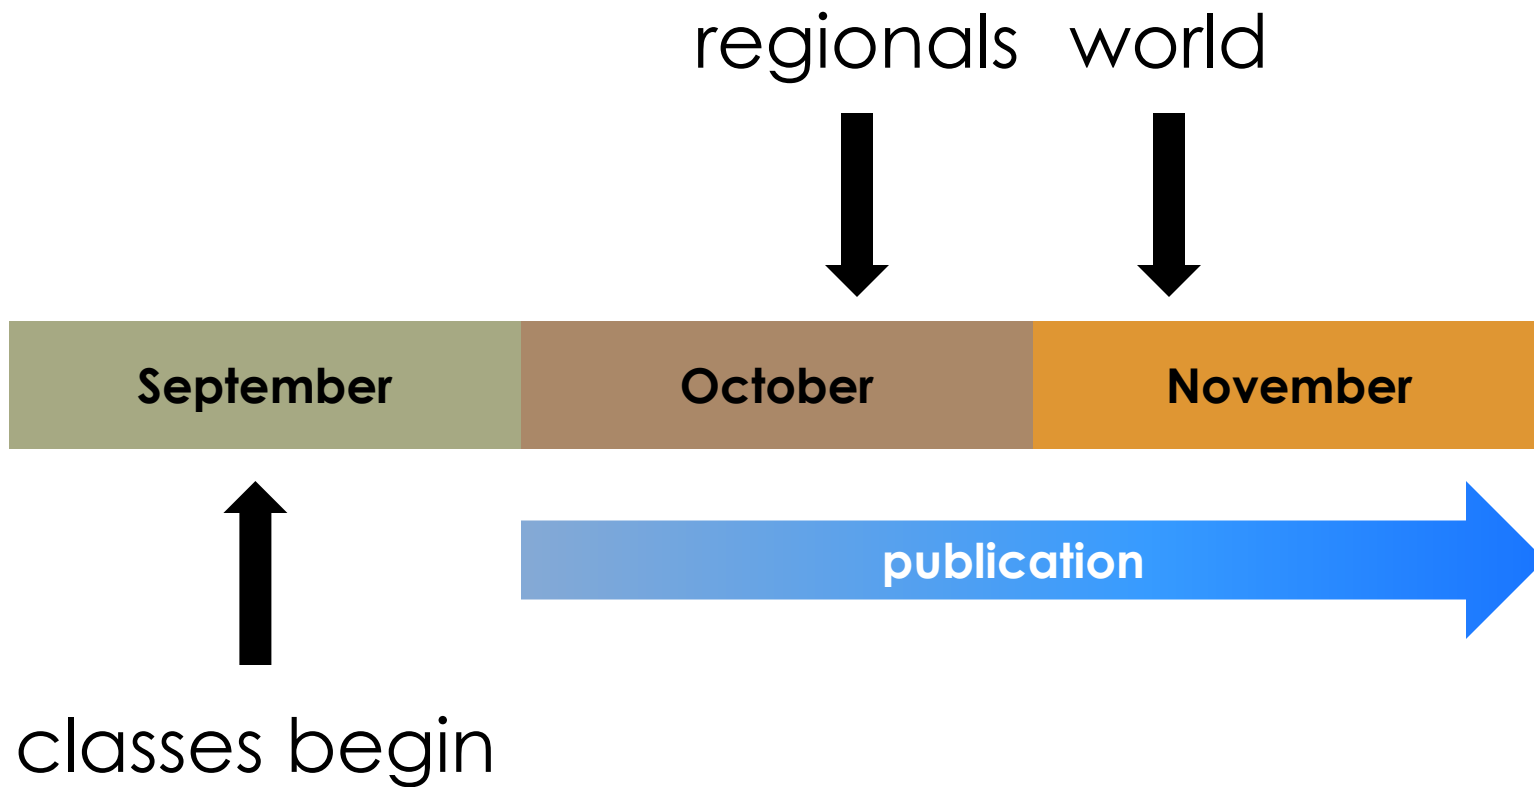 regionals world
September October November
publication
classes begin